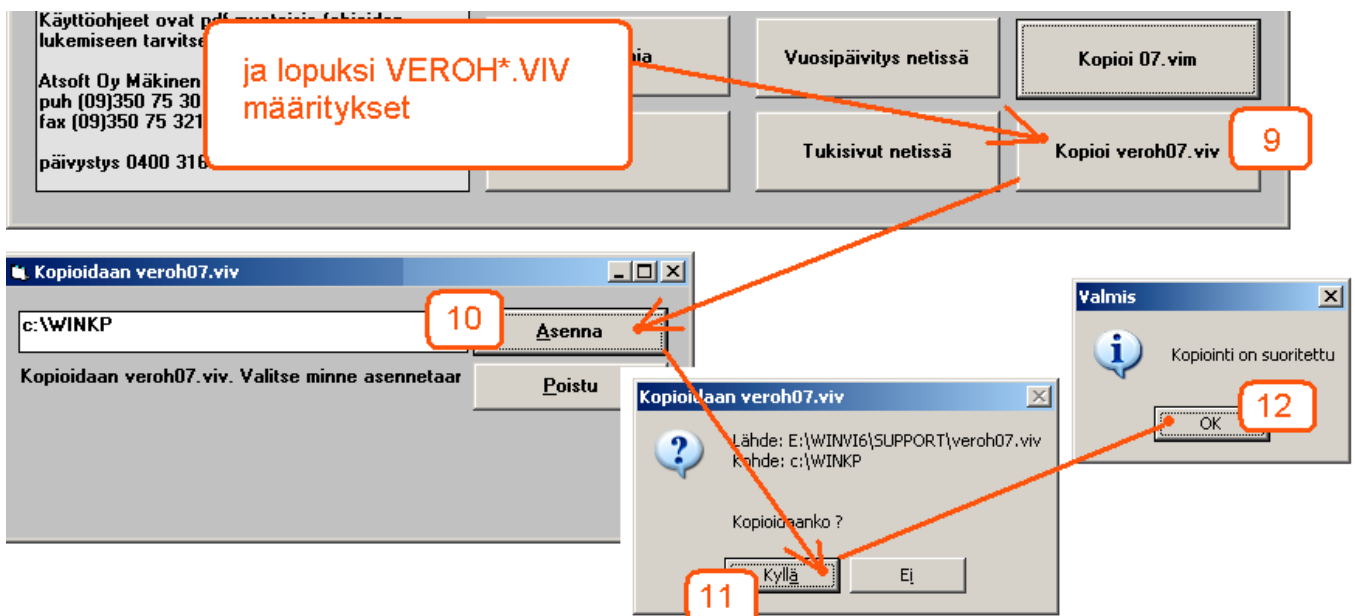 Käyttöohjeet ovat pdf muotoisia
lukemiseen
Atsoft Oy Mäkinen
puh (09)350 75 30
fax (09)350 75 321
päivystys 0400 316
ja lopuksi VEROH*.VIV
määritykset
Vuosipäivitys netissä
Kopioi 07.vim
Tukisivut netissä
Kopioi veroh07.viv
9
Kopioidaan veroh07.viv
c:\WINKP
10
Asenna
Kopioidaan veroh07.viv. Valitse minne asennetaan
Poistu
Kopioidaan veroh07.viv
Lähde: E:\WINVI6\SUPPORT\veroh07.viv
Kohde: c:\WINKP
Kopioidaanko ?
Kyllä
Ei
11
Valmis
Kopiointi on suoritettu
OK
12